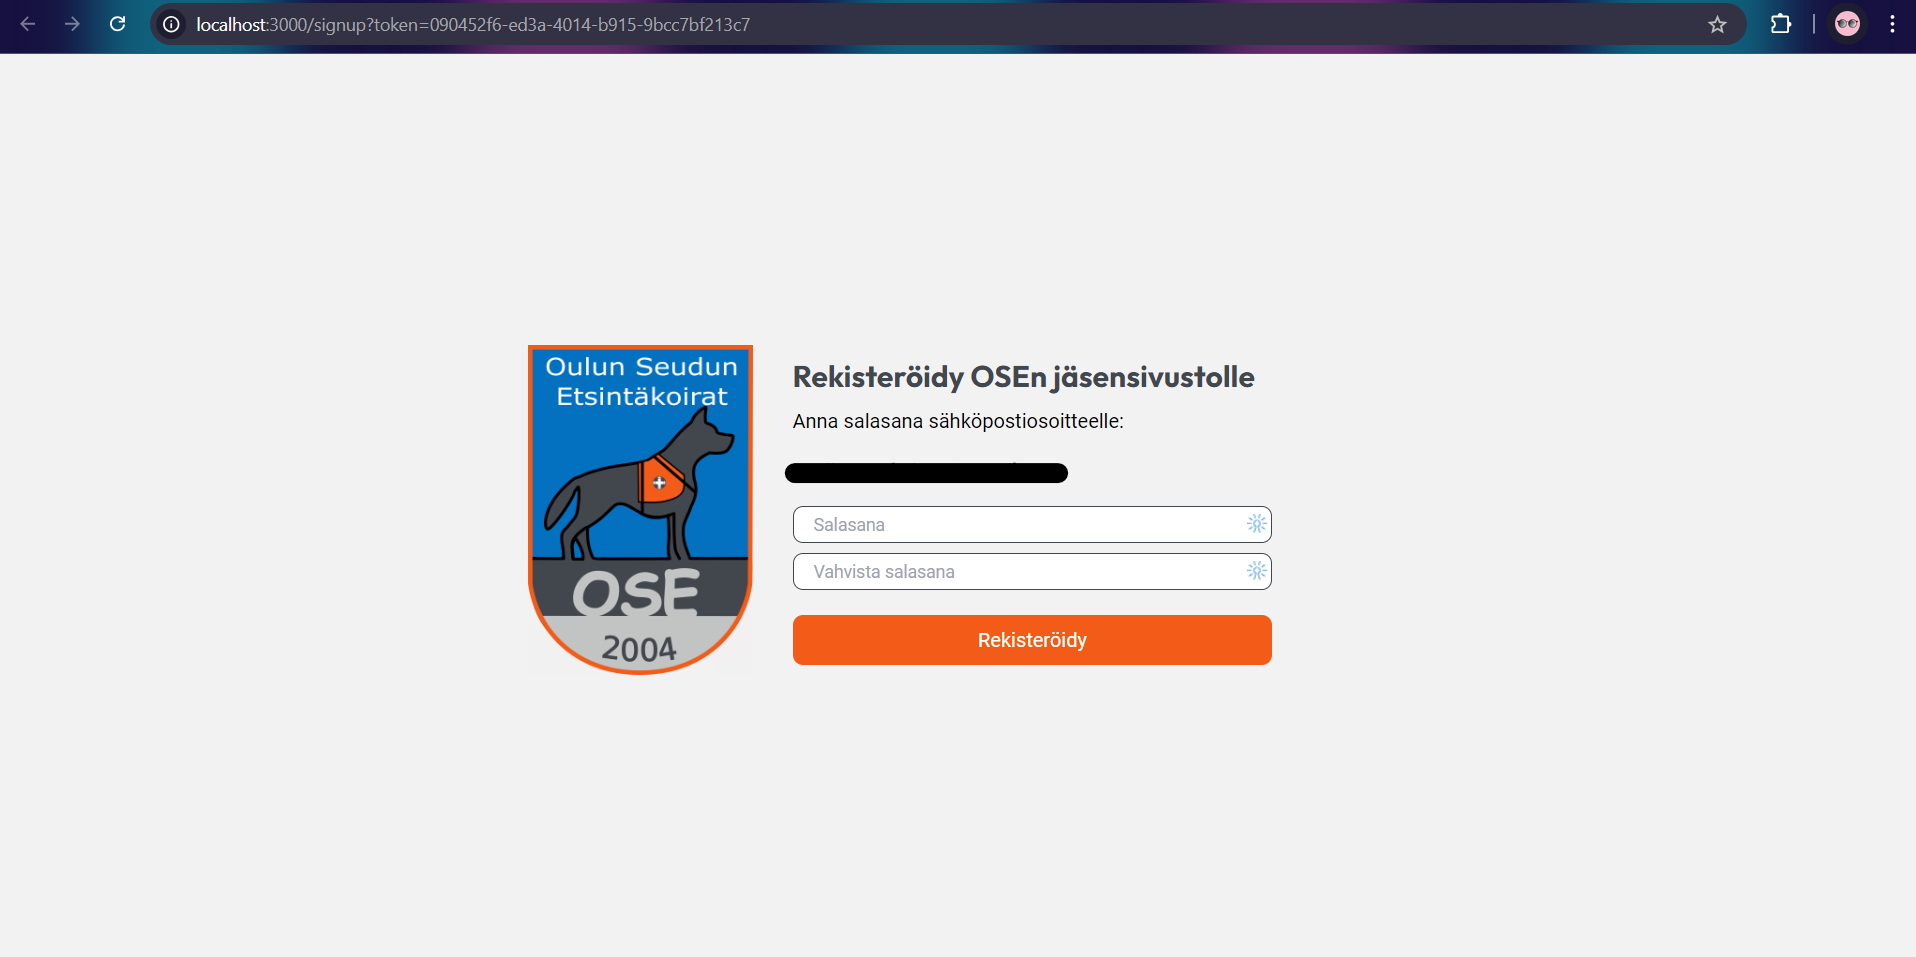 localhost:3000/signup?token=090452f6-ed3a-4014-b915-9bcc7bf213c7
Oulun Seudun
Etsintäkoirat
OSE
2004
Rekisteröidy OSEn jäsensivustolle
Anna salasana sähköpostiosoitteelle:
Salasana
Vahvista salasana
Rekisteröidy